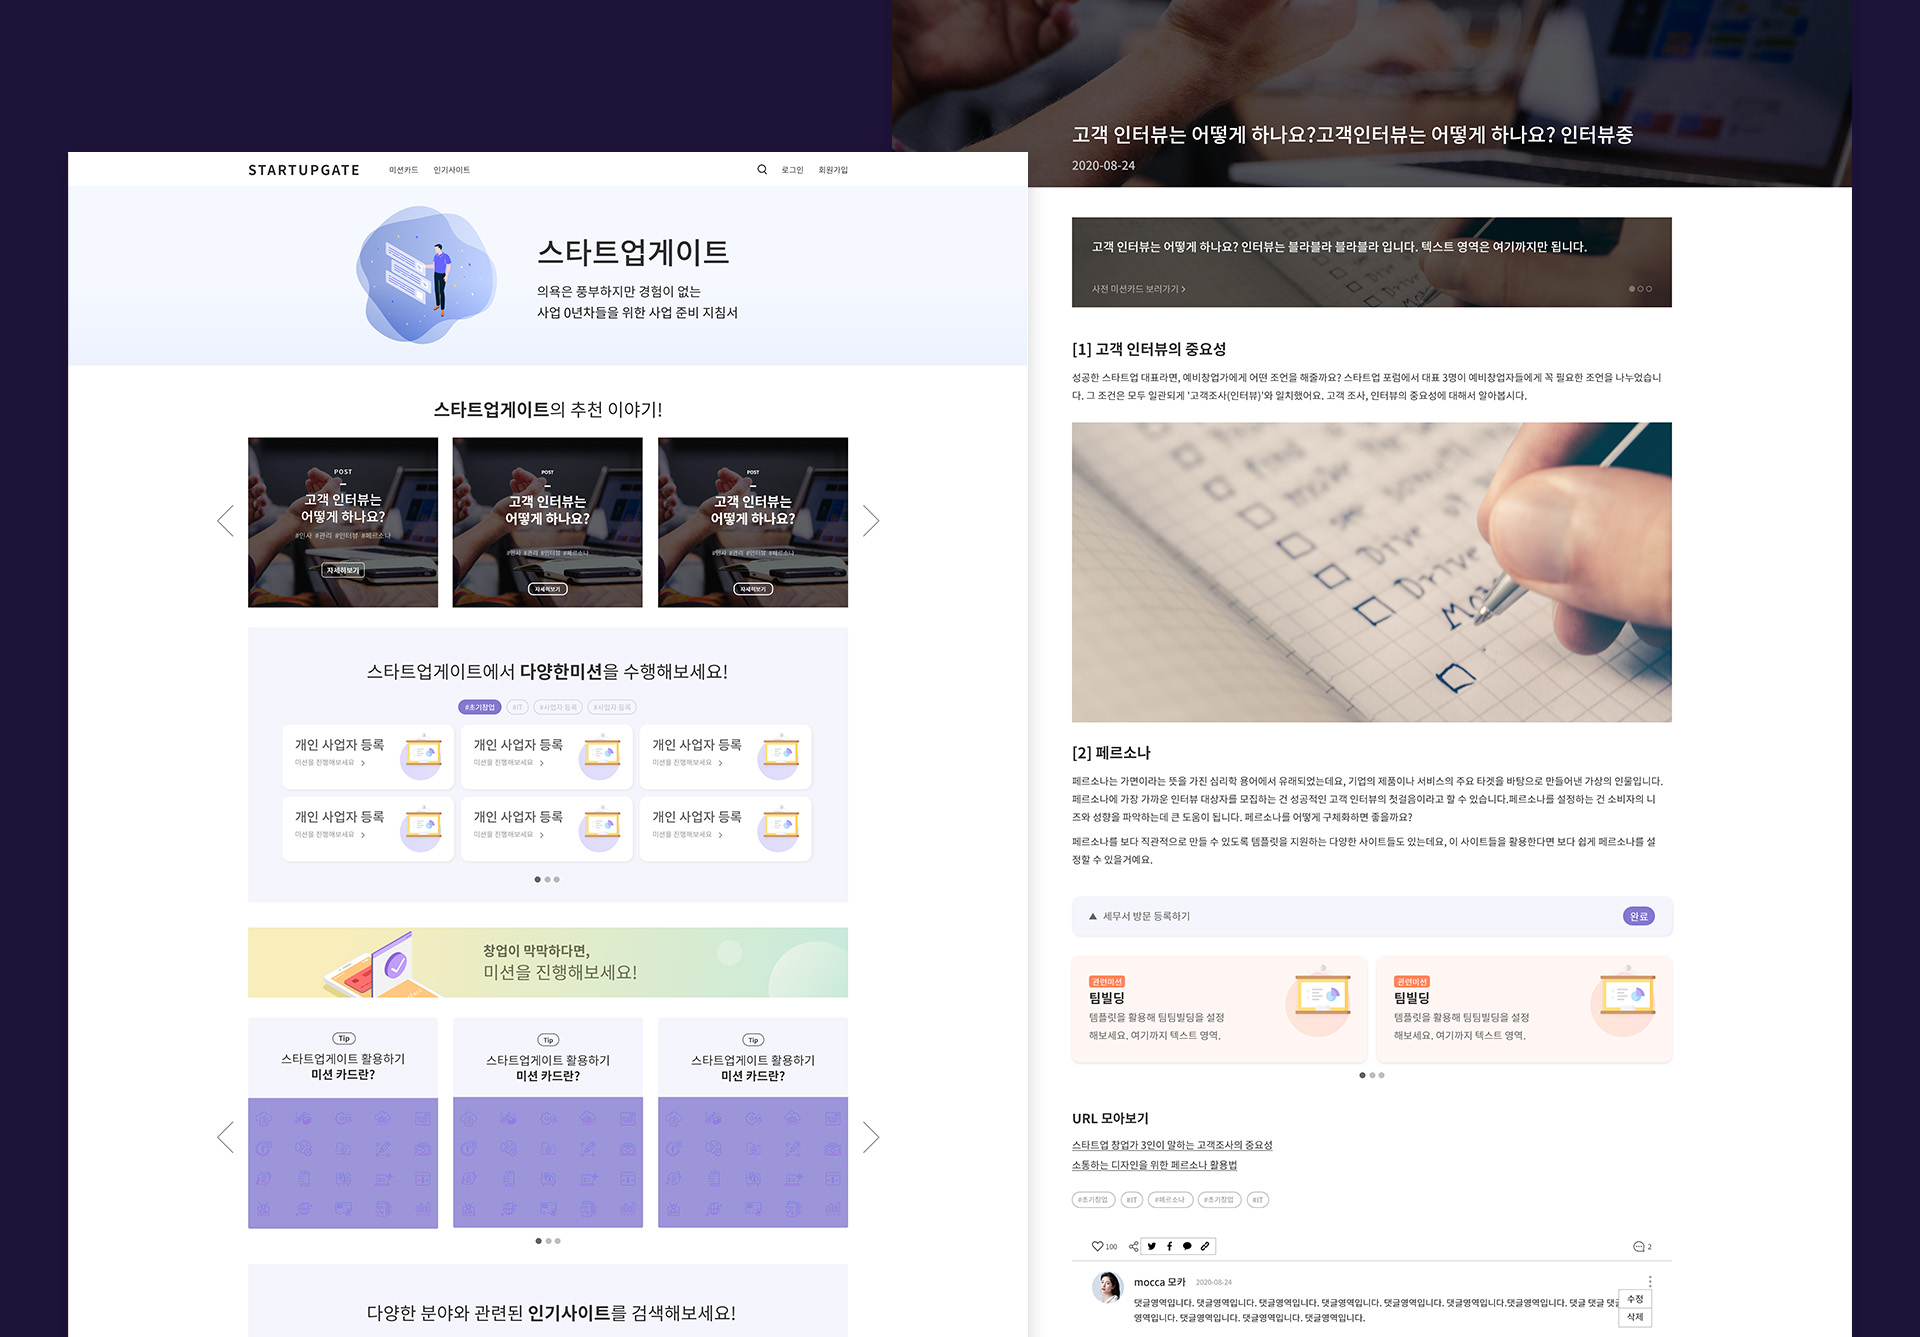 STARTUPGATE
미션카드
인기사이트
로그인
회원가입
스타트업게이트
의욕은 풍부하지만 경험이 없는
사업 0년차들을 위한 사업 준비 지침서
스타트업게이트의 추천 이야기!
POST
고객 인터뷰는
어떻게 하나요?
#인사 #관리 #인터뷰 #페르소나
자세히보기
POST
고객 인터뷰는
어떻게 하나요?
#인사 #관리 #인터뷰 #페르소나
자세히보기
POST
고객 인터뷰는
어떻게 하나요?
#인사 #관리 #인터뷰 #페르소나
자세히보기
스타트업게이트에서 다양한미션을 수행해보세요!
#초기창업
#IT
#사업자 등록
#사업자 등록
개인 사업자 등록
미션을 진행해보세요
개인 사업자 등록
미션을 진행해보세요
개인 사업자 등록
미션을 진행해보세요
개인 사업자 등록
미션을 진행해보세요
개인 사업자 등록
미션을 진행해보세요
개인 사업자 등록
미션을 진행해보세요
창업이 막막하다면,
미션을 진행해보세요!
Tip
스타트업게이트 활용하기
미션 카드란?
Tip
스타트업게이트 활용하기
미션 카드란?
Tip
스타트업게이트 활용하기
미션 카드란?
다양한 분야와 관련된 인기사이트를 검색해보세요!
고객 인터뷰는 어떻게 하나요?고객인터뷰는 어떻게 하나요? 인터뷰중
2020-08-24
고객 인터뷰는 어떻게 하나요? 인터뷰는 블라블라 블라블라 입니다. 텍스트 영역은 여기까지만 됩니다.
사전 미션카드 보러가기
[1] 고객 인터뷰의 중요성
성공한 스타트업 대표라면, 예비창업가에게 어떤 조언을 해줄까요? 스타트업 포럼에서 대표 3명이 예비창업자들에게 꼭 필요한 조언을 나누었습니
다. 그 조건은 모두 일관되게 '고객조사(인터뷰)'와 일치했어요. 고객 조사, 인터뷰의 중요성에 대해서 알아봅시다.
Drive
Drive
[2] 페르소나
페르소나는 가면이라는 뜻을 가진 심리학 용어에서 유래되었는데요, 기업의 제품이나 서비스의 주요 타겟을 바탕으로 만들어낸 가상의 인물입니다.
페르소나에 가장 가까운 인터뷰 대상자를 모집하는 건 성공적인 고객 인터뷰의 첫걸음이라고 할 수 있습니다.페르소나를 설정하는 건 소비자의 니
즈와 성향을 파악하는데 큰 도움이 됩니다. 페르소나를 어떻게 구체화하면 좋을까요?
페르소나를 보다 직관적으로 만들 수 있도록 템플릿을 지원하는 다양한 사이트들도 있는데요, 이 사이트들을 활용한다면 보다 쉽게 페르소나를 설
정할 수 있을거예요.
세무서 방문 등록하기
완료
관련미션
팀빌딩
템플릿을 활용해 팀팀빌딩을 설정
해보세요. 여기까지 텍스트 영역.
관련미션
팀빌딩
템플릿을 활용해 팀팀빌딩을 설정
해보세요. 여기까지 텍스트 영역.
URL 모아보기
스타트업 창업가 3인이 말하는 고객조사의 중요성
소통하는 디자인을 위한 페르소나 활용법
#초기창업
#IT
#페르소나
#초기창업
#IT
100
2
mocca 모카
2020-08-24
댓글영역입니다. 댓글영역입니다. 댓글영역입니다. 댓글영역입니다. 댓글영역입니다. 댓글영역입니다.댓글영역입니다. 댓글 댓글
영역입니다. 댓글영역입니다. 댓글영역입니다. 댓글영역입니다.
수정
삭제